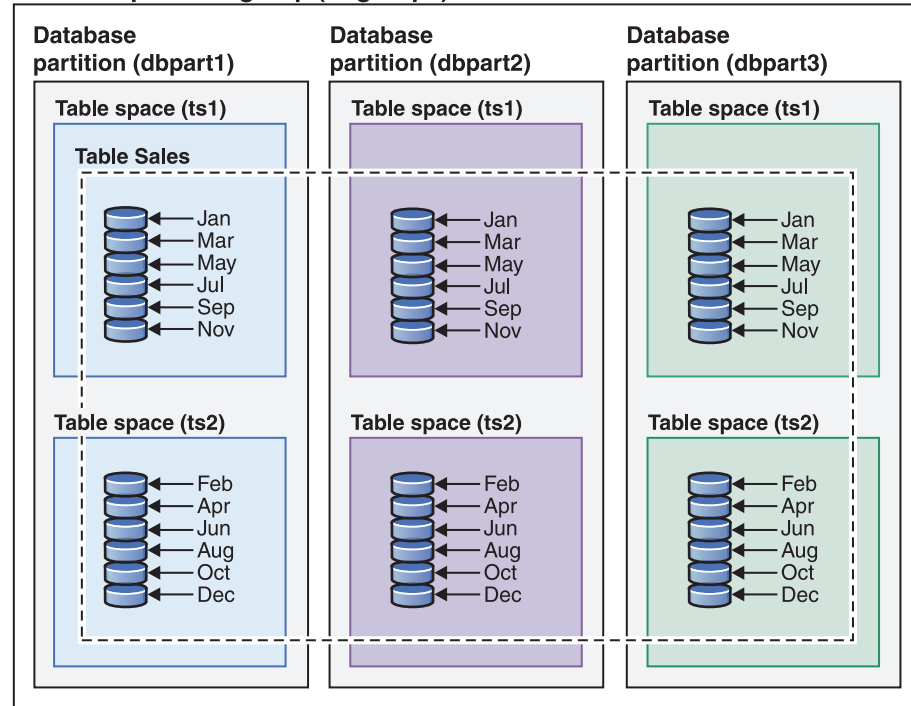 Database
partition (dbpart1)
Table space (ts1)
Table Sales
Jan
Mar
May
Jul
Sep
Nov
Table space (ts2)
Feb
Apr
Jun
Aug
Oct
Dec
Database
partition (dbpart2)
Table space (ts1)
Jan
Mar
May
Jul
Sep
Nov
Table space (ts2)
Feb
Apr
Jun
Aug
Oct
Dec
Database
partition (dbpart3)
Table space (ts1)
Jan
Mar
May
Jul
Sep
Nov
Table space (ts2)
Feb
Apr
Jun
Aug
Oct
Dec